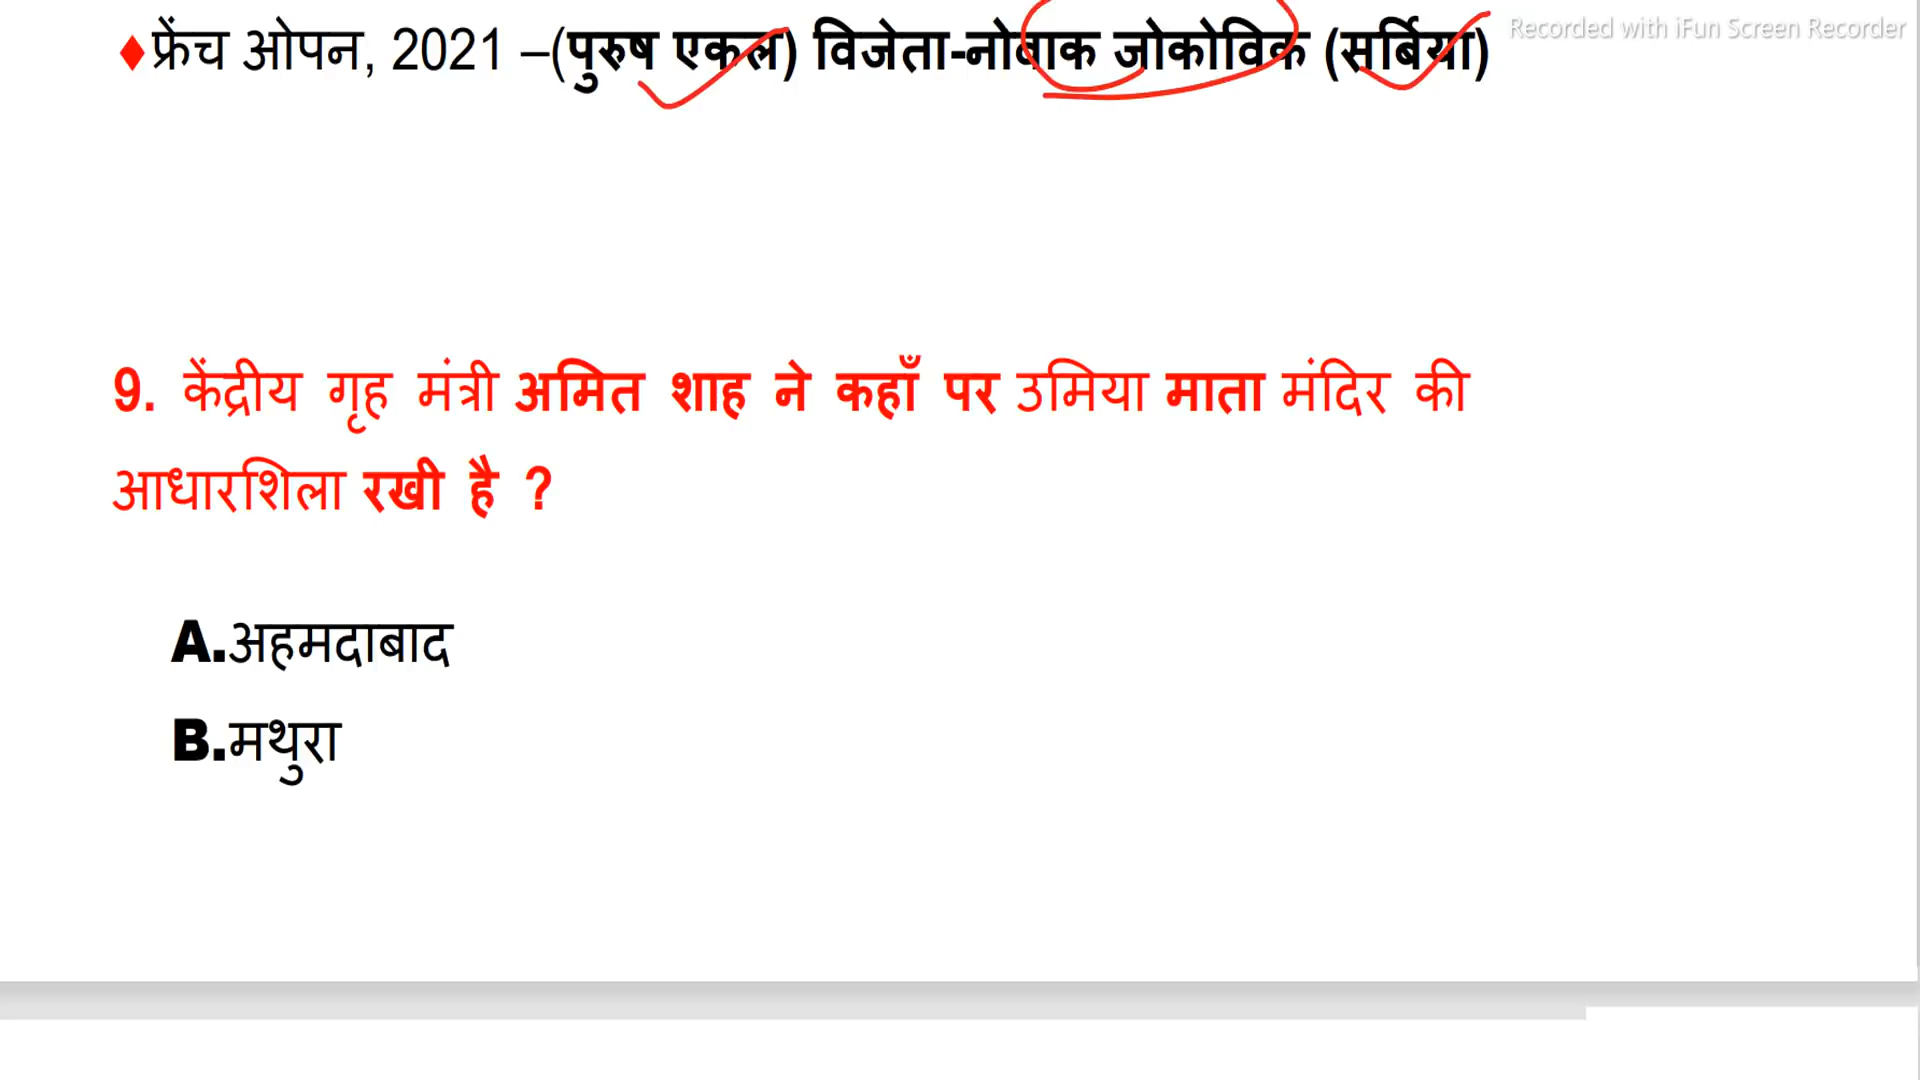 ♦फ्रेंच ओपन, 2021 –(पुरुष एकल) विजेता-नोवाक जोकोविक (सर्बिया)
Recorded with iFun Screen Recorder
9. केंद्रीय गृह मंत्री अमित शाह ने कहाँ पर उमिया माता मंदिर की
आधारशिला रखी है ?
A.अहमदाबाद
B.मथुरा